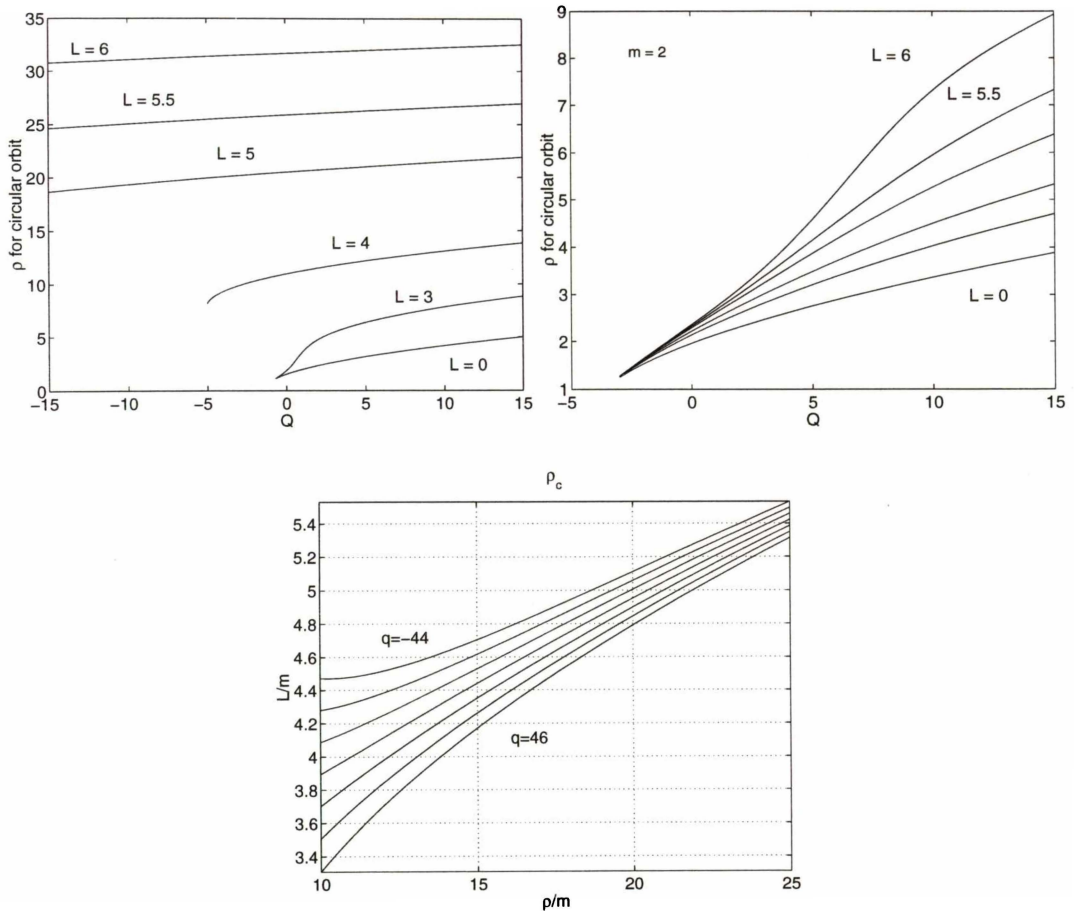 35
30
25
20
15
10
5
0
ρ for circular orbit
L = 6
L = 5.5
L = 5
L = 4
L = 3
L = 0
−15
−10
−5
0
5
10
15
Q
9
8
7
6
5
4
3
2
1
ρ for circular orbit
m = 2
L = 6
L = 5.5
L = 0
−5
0
5
10
15
Q
ρc
5.4
5.2
5
4.8
4.6
4.4
4.2
4
3.8
3.6
3.4
L/m
q=−44
q=46
10
15
20
25
ρ/m